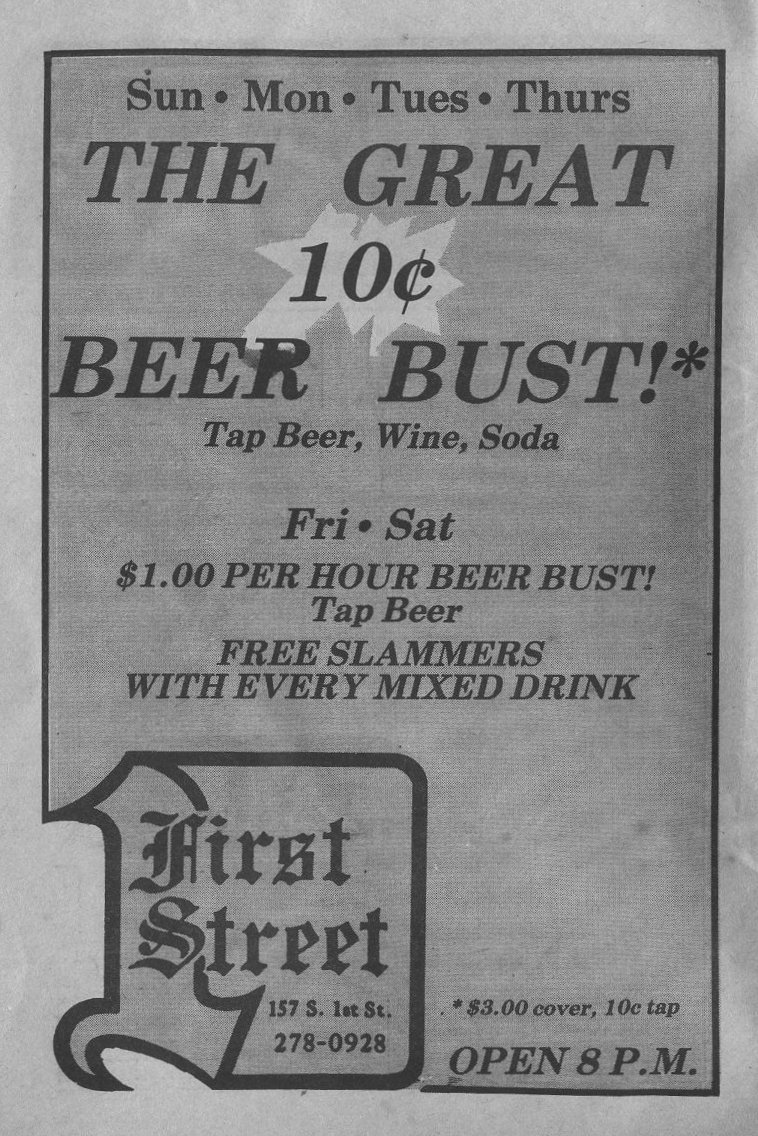 Sun • Mon • Tues • Thurs
THE GREAT
10¢
BEER BUST!*
Tap Beer, Wine, Soda
Fri • Sat
$1.00 PER HOUR BEER BUST!
Tap Beer
FREE SLAMMERS
WITH EVERY MIXED DRINK
First
Street
157 S. 1st St.
278-0928
* $3.00 cover, 10c tap
OPEN 8 P.M.